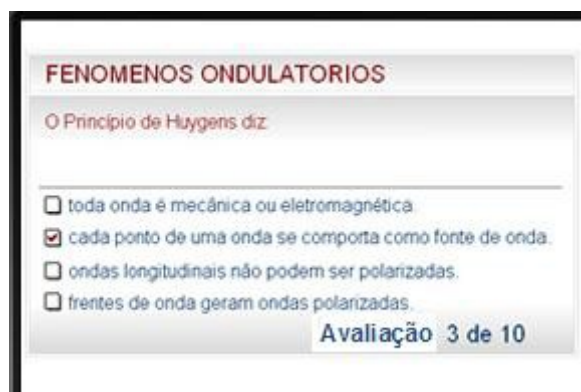 FENOMENOS ONDULATORIOS
O Princípio de Huygens diz:
toda onda é mecânica ou eletromagnética.
cada ponto de uma onda se comporta como fonte de onda.
ondas longitudinais não podem ser polarizadas.
frentes de onda geram ondas polarizadas.
Avaliação 3 de 10